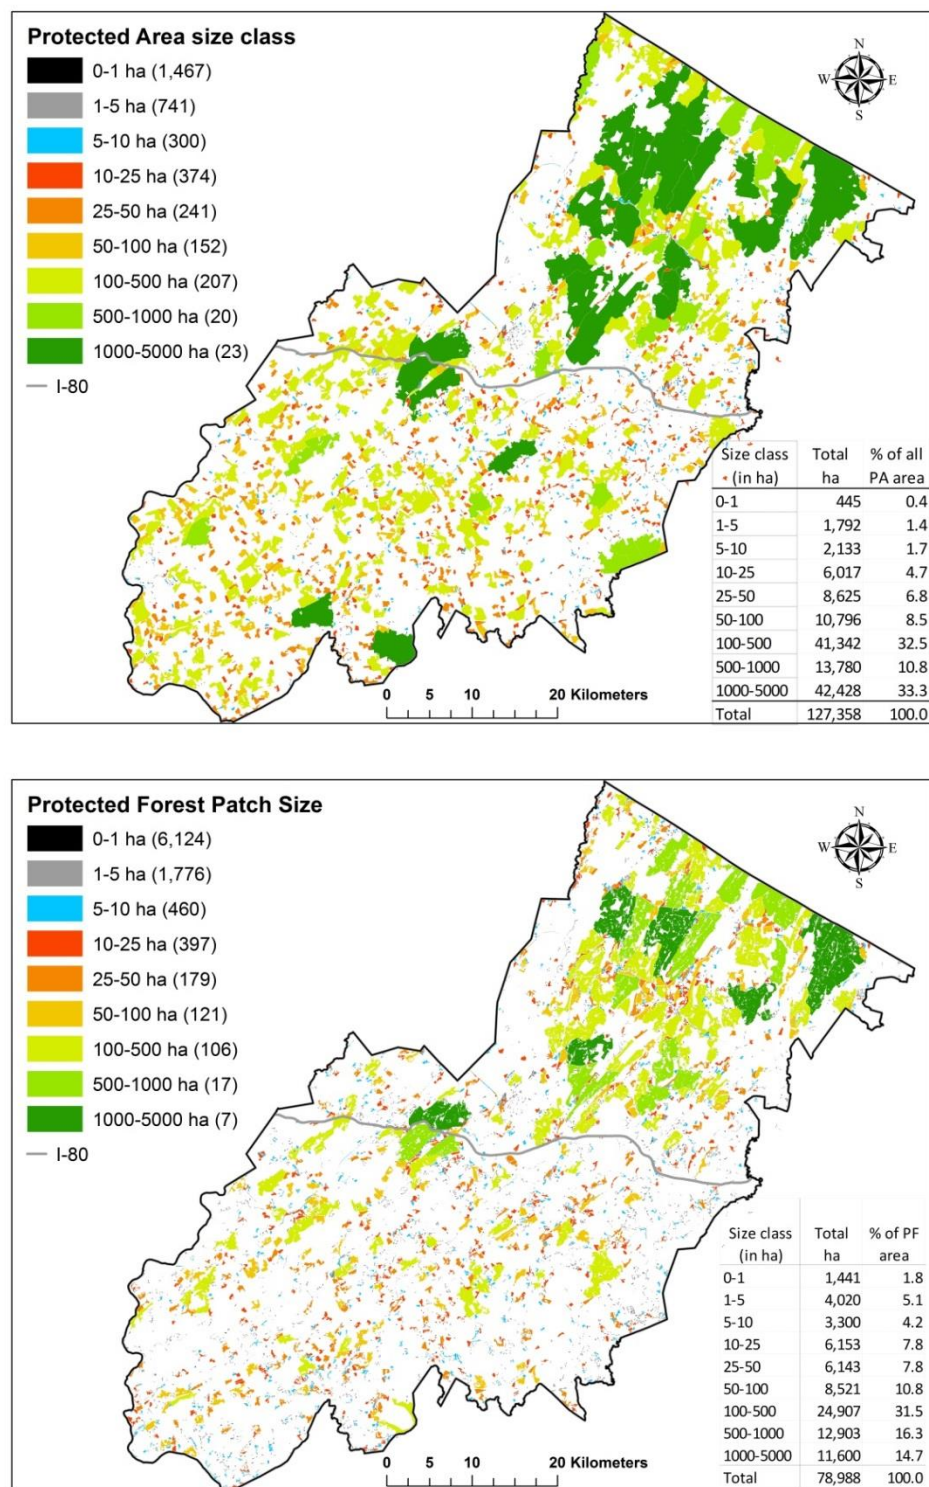 Protected Area size class
0-1 ha (1,467)
1-5 ha (741)
5-10 ha (300)
10-25 ha (374)
25-50 ha (241)
50-100 ha (152)
100-500 ha (207)
500-1000 ha (20)
1000-5000 ha (23)
I-80
N
W E
S
Size class Total % of all
(in ha) ha PA area
0-1 445 0.4
1-5 1,792 1.4
5-10 2,133 1.7
10-25 6,017 4.7
25-50 8,625 6.8
50-100 10,796 8.5
100-500 41,342 32.5
500-1000 13,780 10.8
1000-5000 42,428 33.3
Total 127,358 100.0
0 5 10 20 Kilometers
Protected Forest Patch Size
0-1 ha (6,124)
1-5 ha (1,776)
5-10 ha (460)
10-25 ha (397)
25-50 ha (179)
50-100 ha (121)
100-500 ha (106)
500-1000 ha (17)
1000-5000 ha (7)
I-80
N
W E
S
Size class Total % of PF
(in ha) ha area
0-1 1,441 1.8
1-5 4,020 5.1
5-10 3,300 4.2
10-25 6,153 7.8
25-50 6,143 7.8
50-100 8,521 10.8
100-500 24,907 31.5
500-1000 12,903 16.3
1000-5000 11,600 14.7
Total 78,988 100.0
0 5 10 20 Kilometers